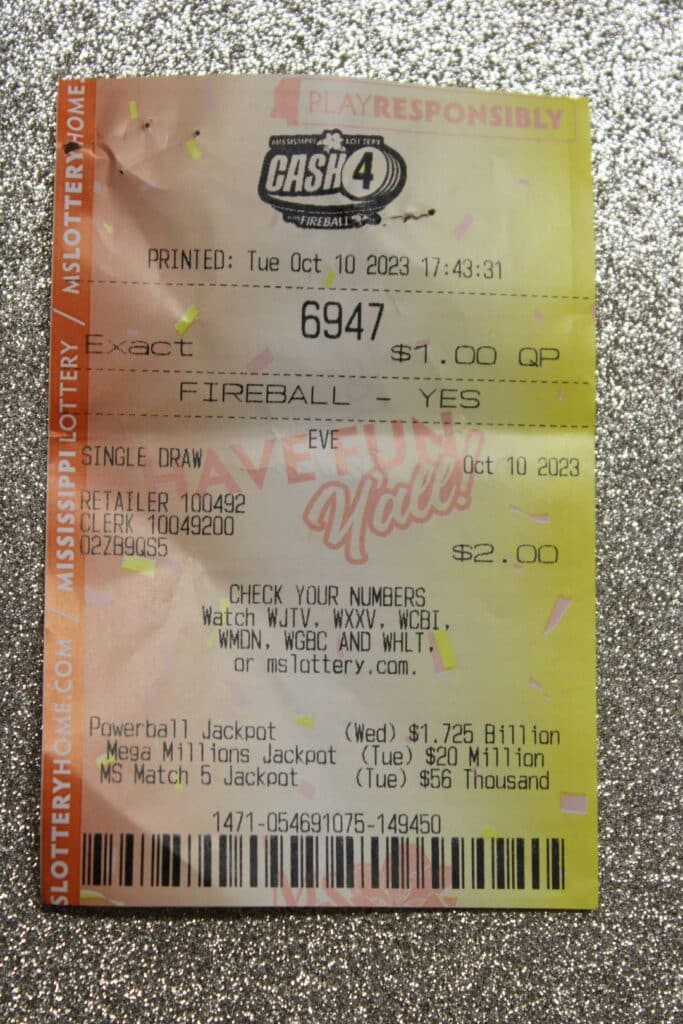 PLAYRESPONSIBLY
MISSISSIPPI LOTTERY
CASH 4
FIREBALL
PRINTED: Tue Oct 10 2023 17:43:31
6947
Exact $1.00 QP
FIREBALL - YES
EVE
SINGLE DRAW Oct 10 2023
HAVE FUN
Y'all!
RETAILER 100492
CLERK 10049200
02ZB9QS5 $2.00
CHECK YOUR NUMBERS
Watch WJTV, WXXV, WCBI,
WMDN, WGBC AND WHLT,
or mslottery.com.
Powerball Jackpot (Wed) $1.725 Billion
Mega Millions Jackpot (Tue) $20 Million
MS Match 5 Jackpot (Tue) $56 Thousand
1471-054691075-149450
SLOTTERYHOME.COM / MISSISSIPPI LOTTERY / MSLOTTERYHOME.